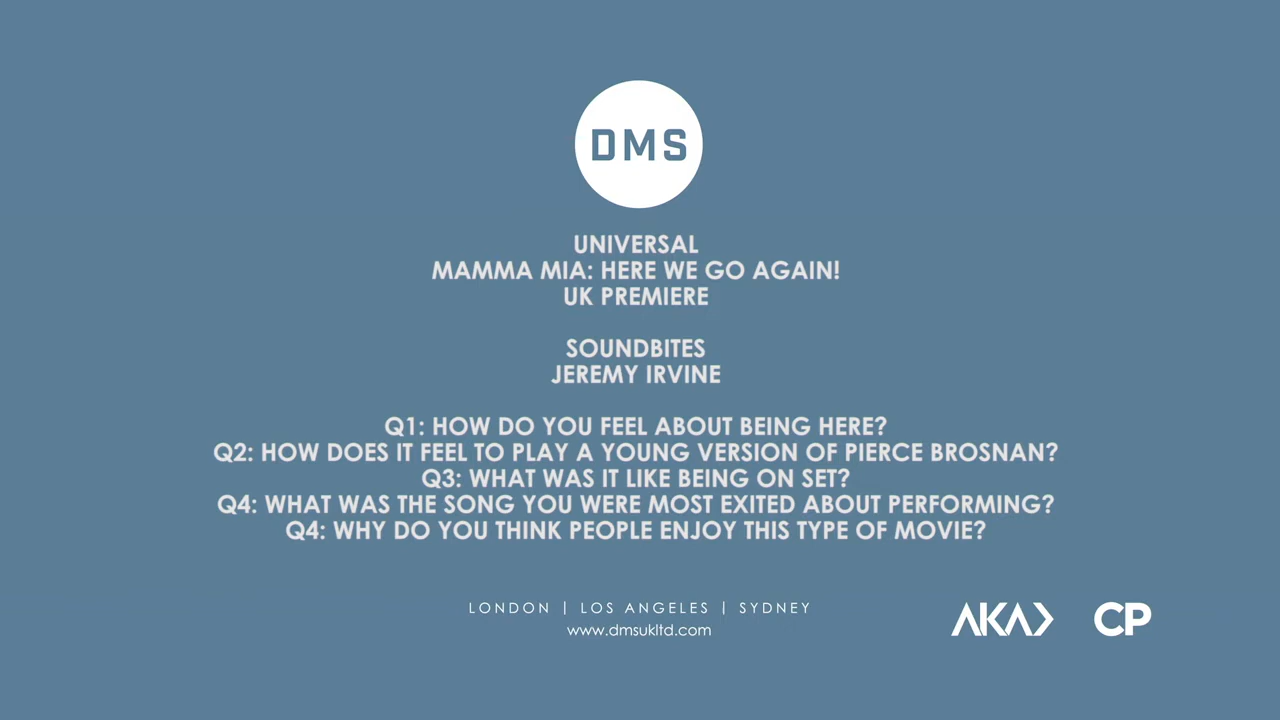 DMS
UNIVERSAL
MAMMA MIA: HERE WE GO AGAIN!
UK PREMIERE
SOUNDBITES
JEREMY IRVINE
Q1: HOW DO YOU FEEL ABOUT BEING HERE?
Q2: HOW DOES IT FEEL TO PLAY A YOUNG VERSION OF PIERCE BROSNAN?
Q3: WHAT WAS IT LIKE BEING ON SET?
Q4: WHAT WAS THE SONG YOU WERE MOST EXITED ABOUT PERFORMING?
Q4: WHY DO YOU THINK PEOPLE ENJOY THIS TYPE OF MOVIE?
LONDON | LOS ANGELES | SYDNEY
www.dmsukltd.com
AKA
CP